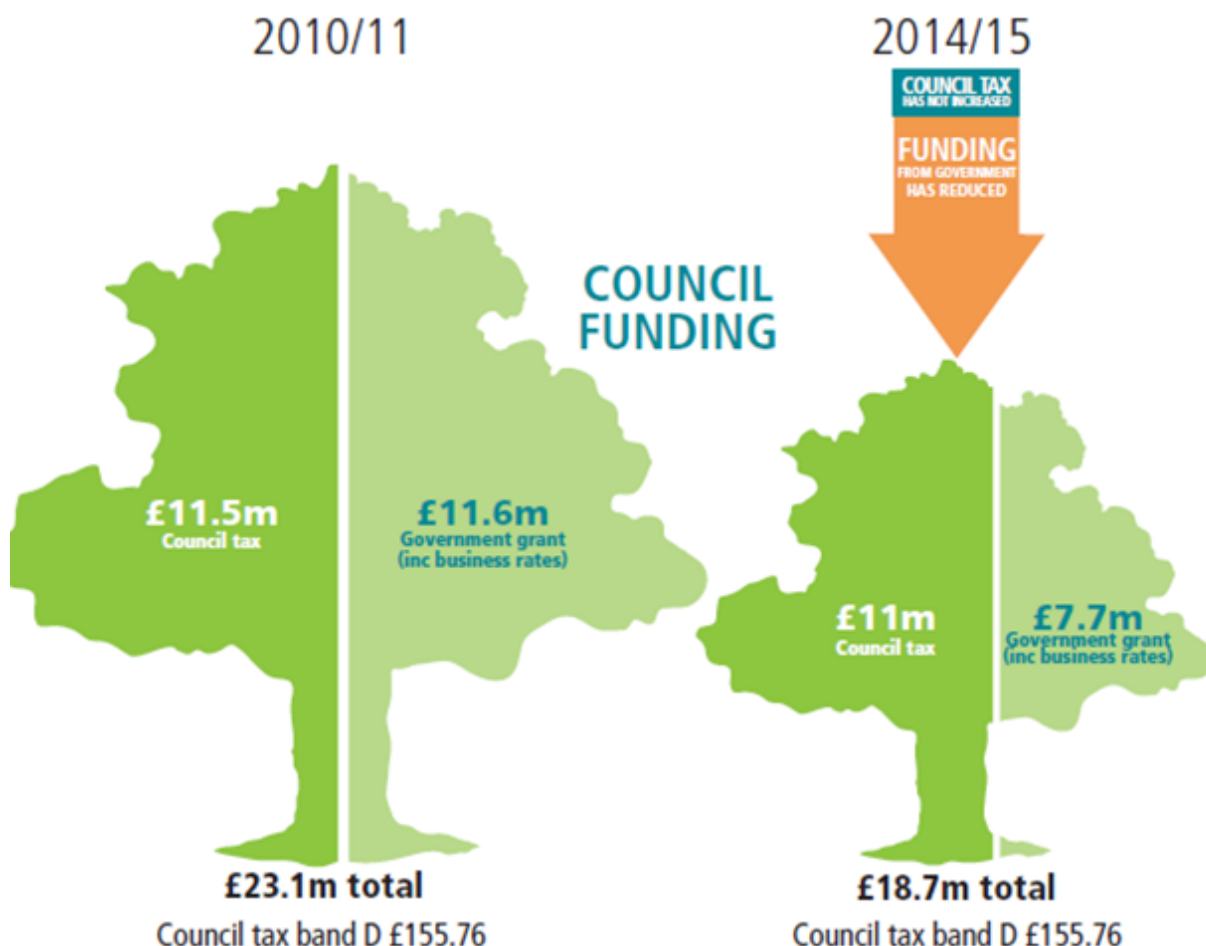 2010/11
2014/15
COUNCIL TAX
HAS NOT INCREASED
FUNDING
FROM GOVERNMENT
HAS REDUCED
COUNCIL
FUNDING
£11.5m
Council tax
£11.6m
Government grant
(inc business rates)
£11m
Council tax
£7.7m
Government grant
(inc business rates)
£23.1m total
Council tax band D £155.76
£18.7m total
Council tax band D £155.76